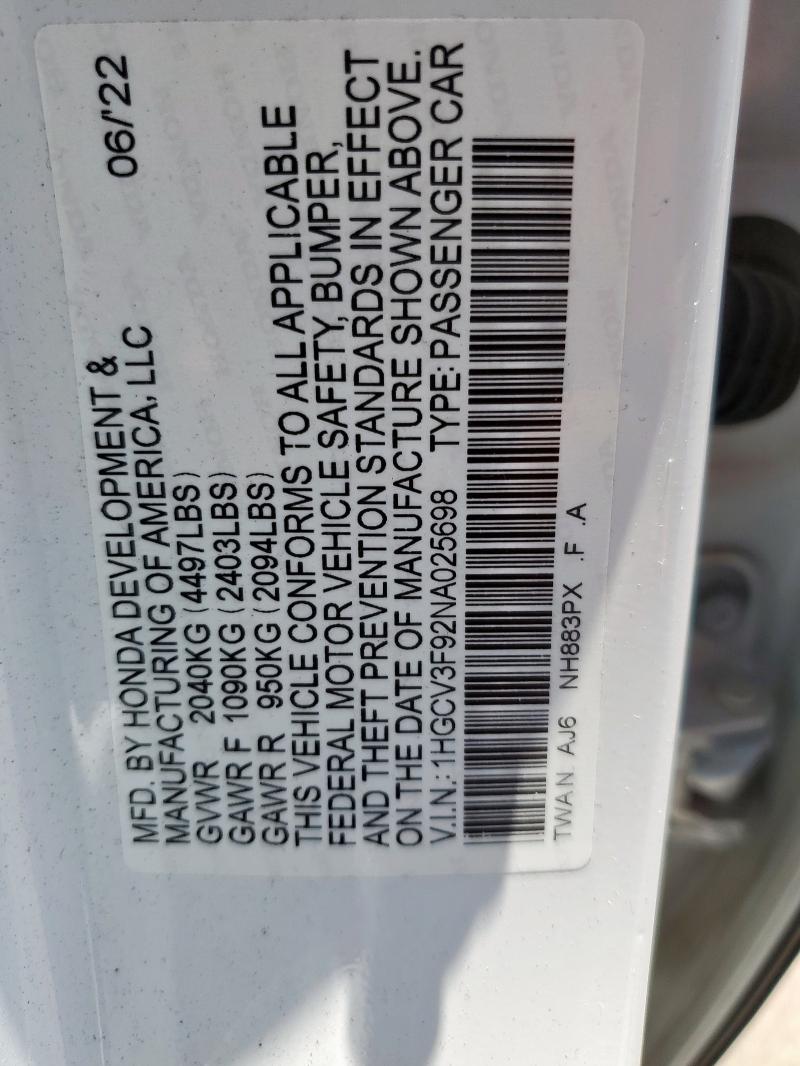 06/'22
MFD. BY HONDA DEVELOPMENT &
MANUFACTURING OF AMERICA, LLC
GVWR 2040KG (4497LBS)
GAWR F 1090KG (2403LBS)
GAWR R 950KG (2094LBS)
THIS VEHICLE CONFORMS TO ALL APPLICABLE
FEDERAL MOTOR VEHICLE SAFETY, BUMPER,
AND THEFT PREVENTION STANDARDS IN EFFECT
ON THE DATE OF MANUFACTURE SHOWN ABOVE.
V.I.N.: 1HGCV3F92NA025698 TYPE: PASSENGER CAR
TWAN AJ6 NH883PX .F .A